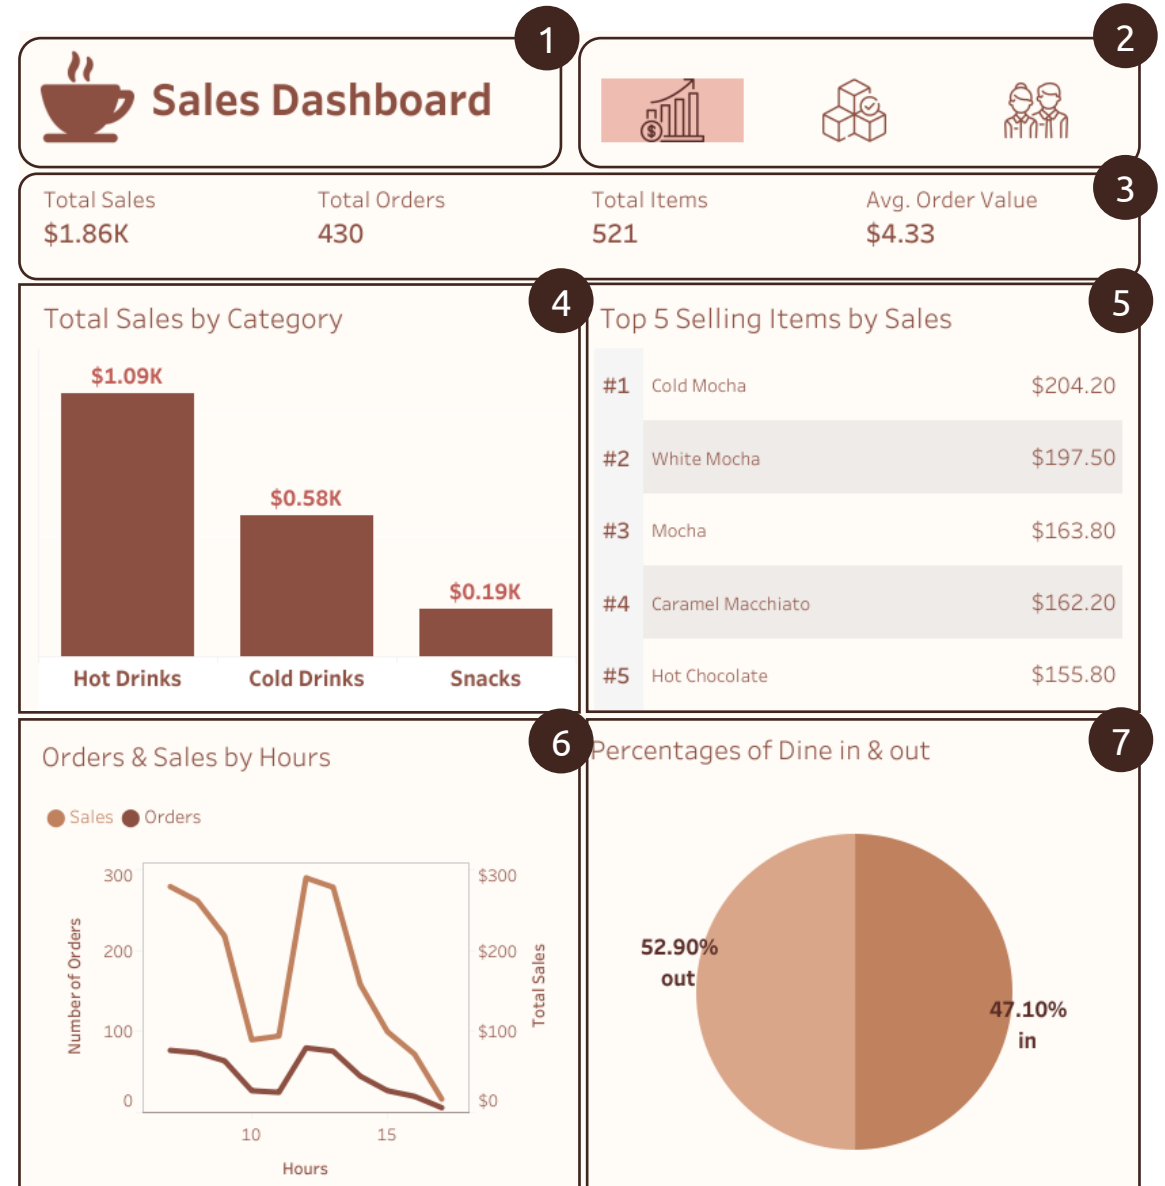 1
Sales Dashboard
2
$
3
Total Sales
$1.86K
Total Orders
430
Total Items
521
Avg. Order Value
$4.33
4
Total Sales by Category
$1.09K
$0.58K
$0.19K
Hot Drinks
Cold Drinks
Snacks
5
Top 5 Selling Items by Sales
#1 Cold Mocha $204.20
#2 White Mocha $197.50
#3 Mocha $163.80
#4 Caramel Macchiato $162.20
#5 Hot Chocolate $155.80
6
Orders & Sales by Hours
Sales Orders
Number of Orders
300
200
100
0
$300
$200
$100
$0
Total Sales
10 15
Hours
7
Percentages of Dine in & out
52.90%
out
47.10%
in